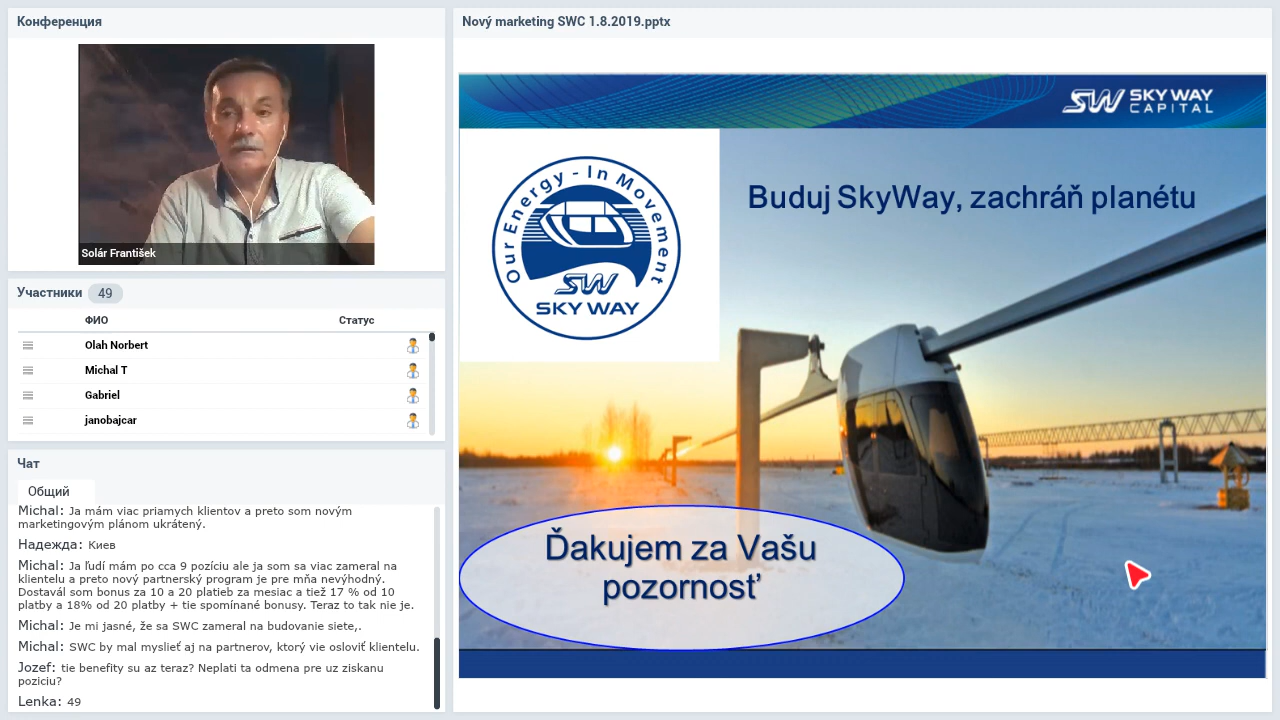 Конференция
Solár František
Участники 49
ФИО Статус
Olah Norbert
Michal T
Gabriel
janobajcar
Чат
Общий
Michal: Ja mám viac priamych klientov a preto som novým
marketingovým plánom ukrátený.
Надежда: Киев
Michal: Ja ľudí mám po cca 9 pozíciu ale ja som sa viac zameral na
klientelu a preto nový partnerský program je pre mňa nevýhodný.
Dostavál som bonus za 10 a 20 platieb za mesiac a tiež 17 % od 10
platby a 18% od 20 platby + tie spomínané bonusy. Teraz to tak nie je.
Michal: Je mi jasné, že sa SWC zameral na budovanie siete,.
Michal: SWC by mal myslieť aj na partnerov, ktorý vie osloviť klientelu.
Jozef: tie benefity su az teraz? Neplati ta odmena pre uz ziskanu
poziciu?
Lenka: 49
Nový marketing SWC 1.8.2019.pptx
SW SKY WAY
CAPITAL
Our Energy - In Movement
SW
SKY WAY
Buduj SkyWay, zachráň planétu
Ďakujem za Vašu
pozornosť